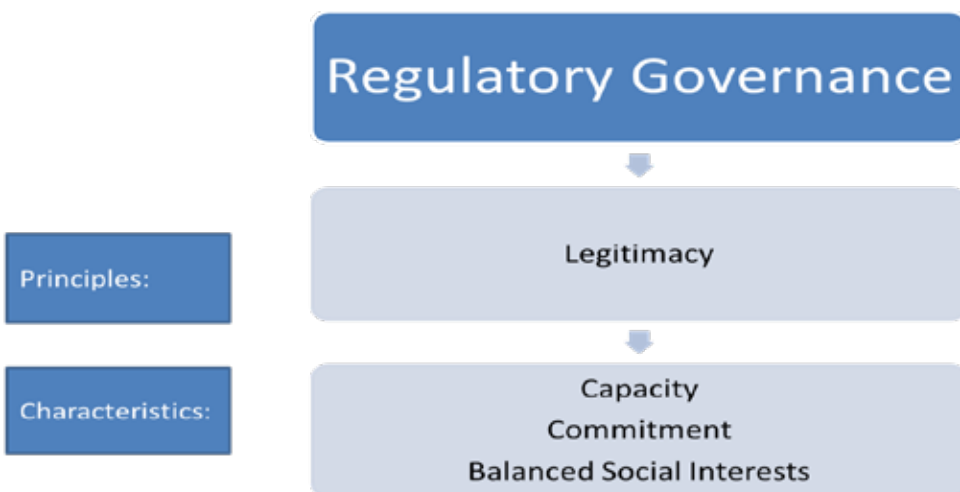 Regulatory Governance
Principles:
Legitimacy
Characteristics:
Capacity
Commitment
Balanced Social Interests